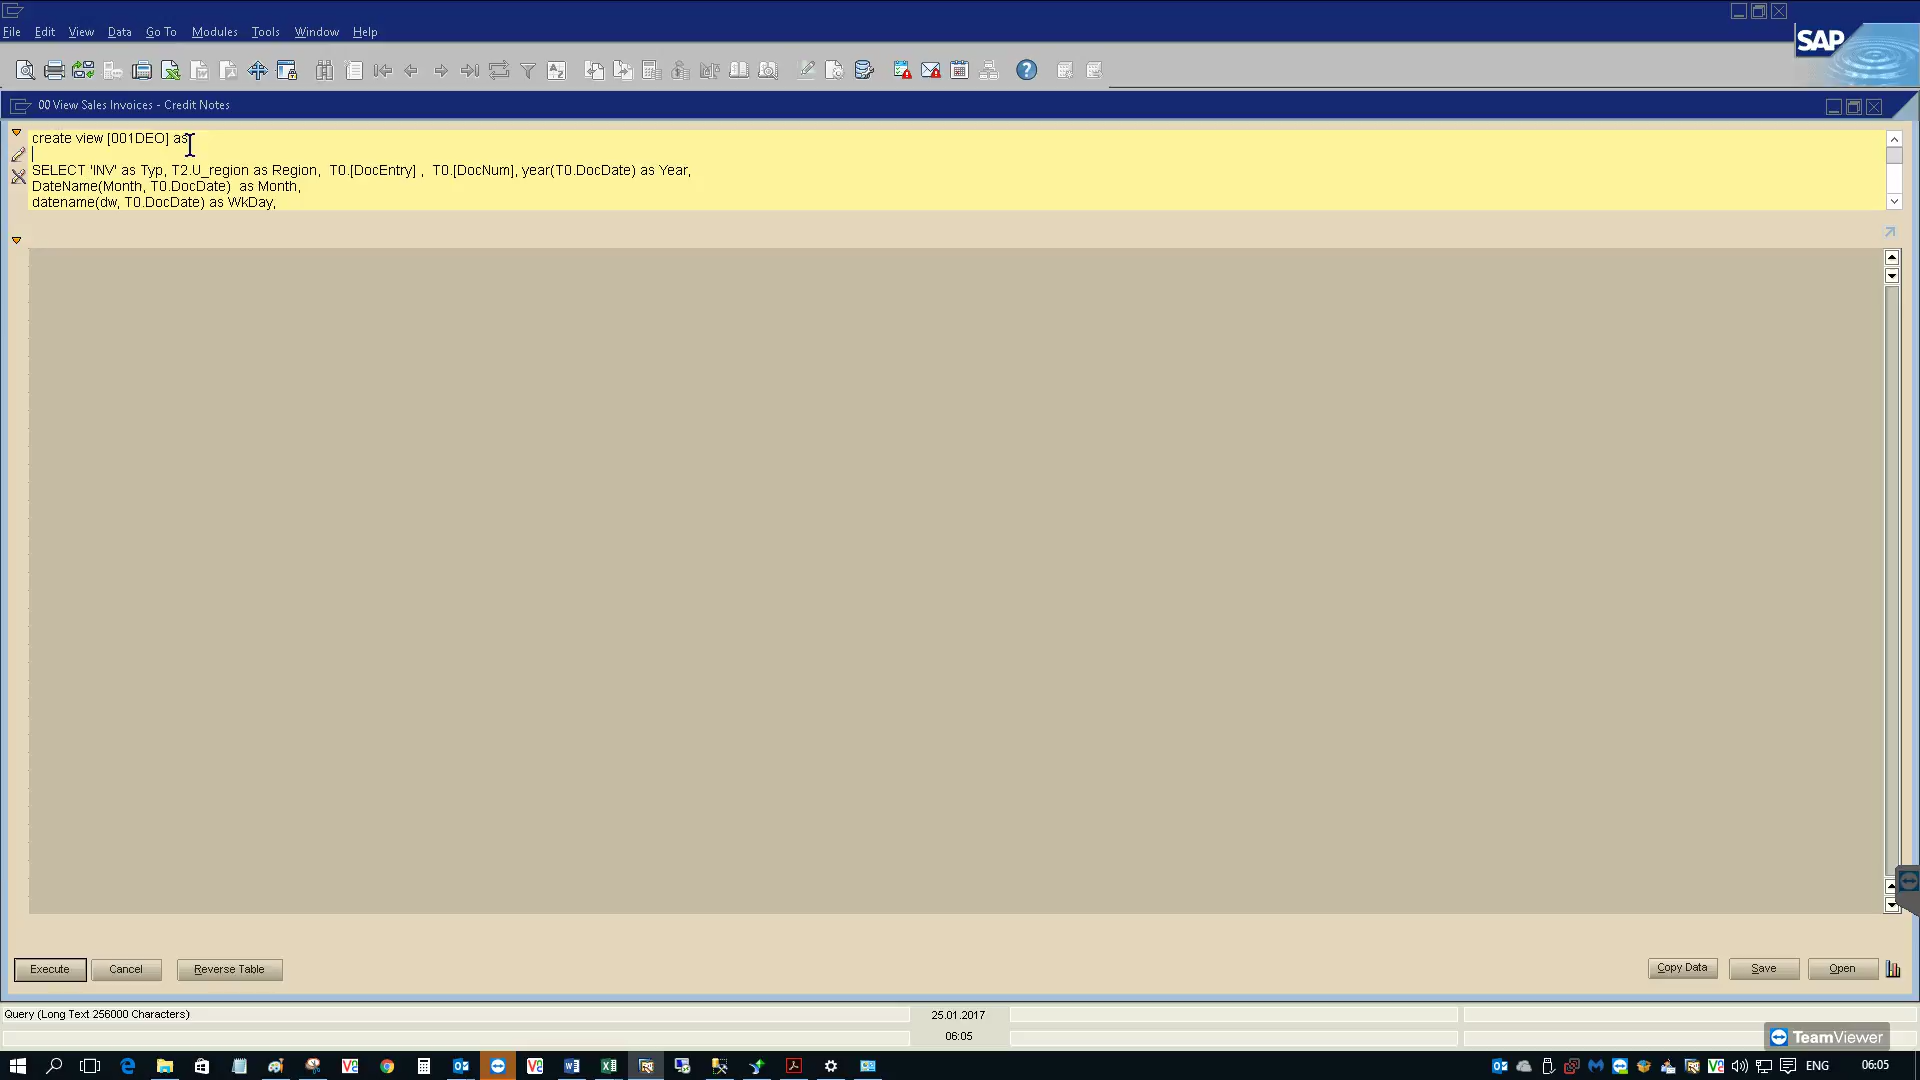 File Edit View Data Go To Modules Tools Window Help
SAP
00 View Sales Invoices - Credit Notes
create view [001DEO] as
SELECT 'INV' as Typ, T2.U_region as Region, T0.[DocEntry] , T0.[DocNum], year(T0.DocDate) as Year,
DateName(Month, T0.DocDate) as Month,
datename(dw, T0.DocDate) as WkDay,
Execute Cancel Reverse Table Copy Data Save Open
Query (Long Text 256000 Characters) 25.01.2017
06:05
TeamViewer
ENG 06:05